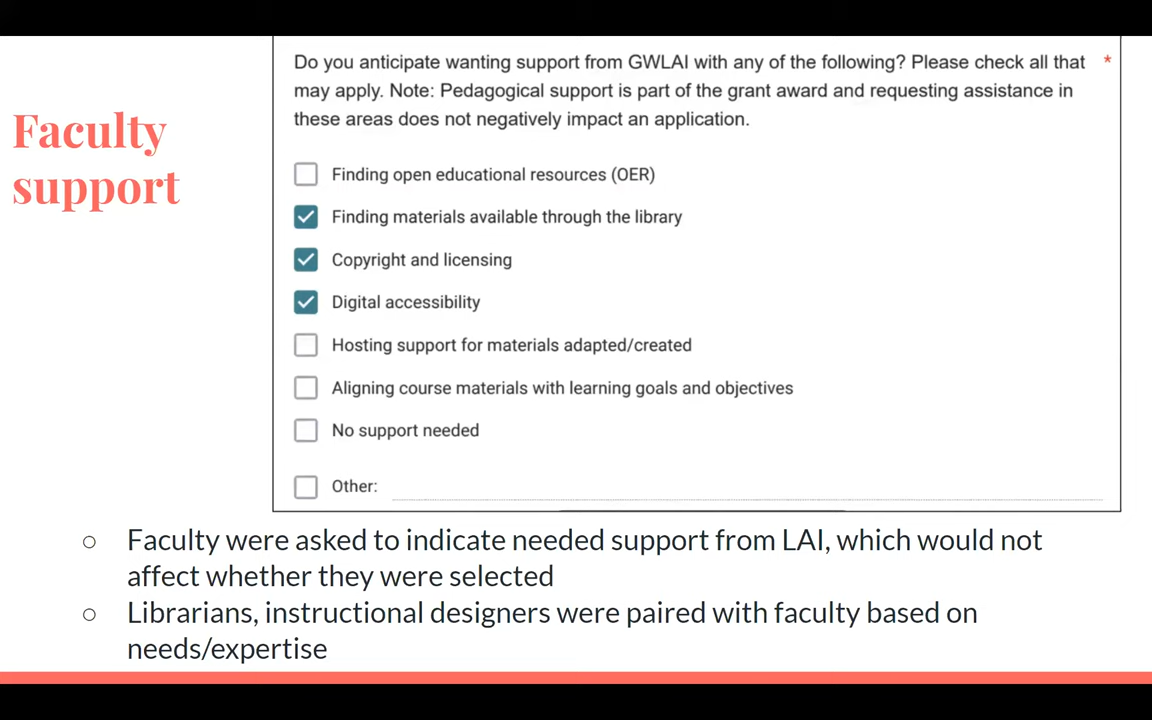 Faculty
support
Do you anticipate wanting support from GWLAI with any of the following? Please check all that *
may apply. Note: Pedagogical support is part of the grant award and requesting assistance in
these areas does not negatively impact an application.
Finding open educational resources (OER)
Finding materials available through the library
Copyright and licensing
Digital accessibility
Hosting support for materials adapted/created
Aligning course materials with learning goals and objectives
No support needed
Other:
Faculty were asked to indicate needed support from LAI, which would not
affect whether they were selected
Librarians, instructional designers were paired with faculty based on
needs/expertise